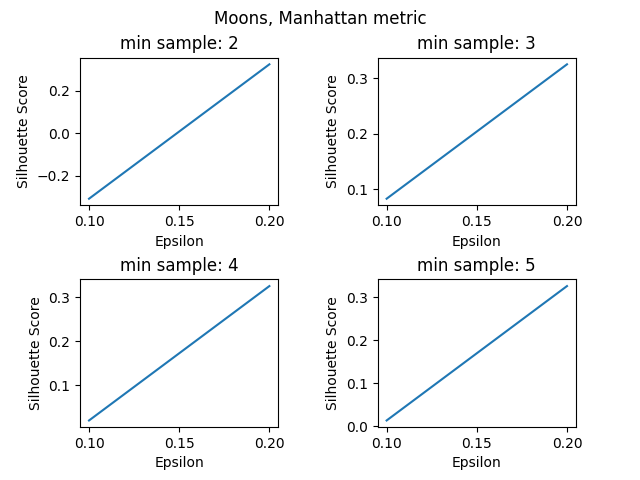 Moons, Manhattan metric
min sample: 2
Silhouette Score
0.2
0.0
−0.2
0.10 0.15 0.20
Epsilon
min sample: 3
Silhouette Score
0.3
0.2
0.1
0.10 0.15 0.20
Epsilon
min sample: 4
Silhouette Score
0.3
0.2
0.1
0.10 0.15 0.20
Epsilon
min sample: 5
Silhouette Score
0.3
0.2
0.1
0.0
0.10 0.15 0.20
Epsilon